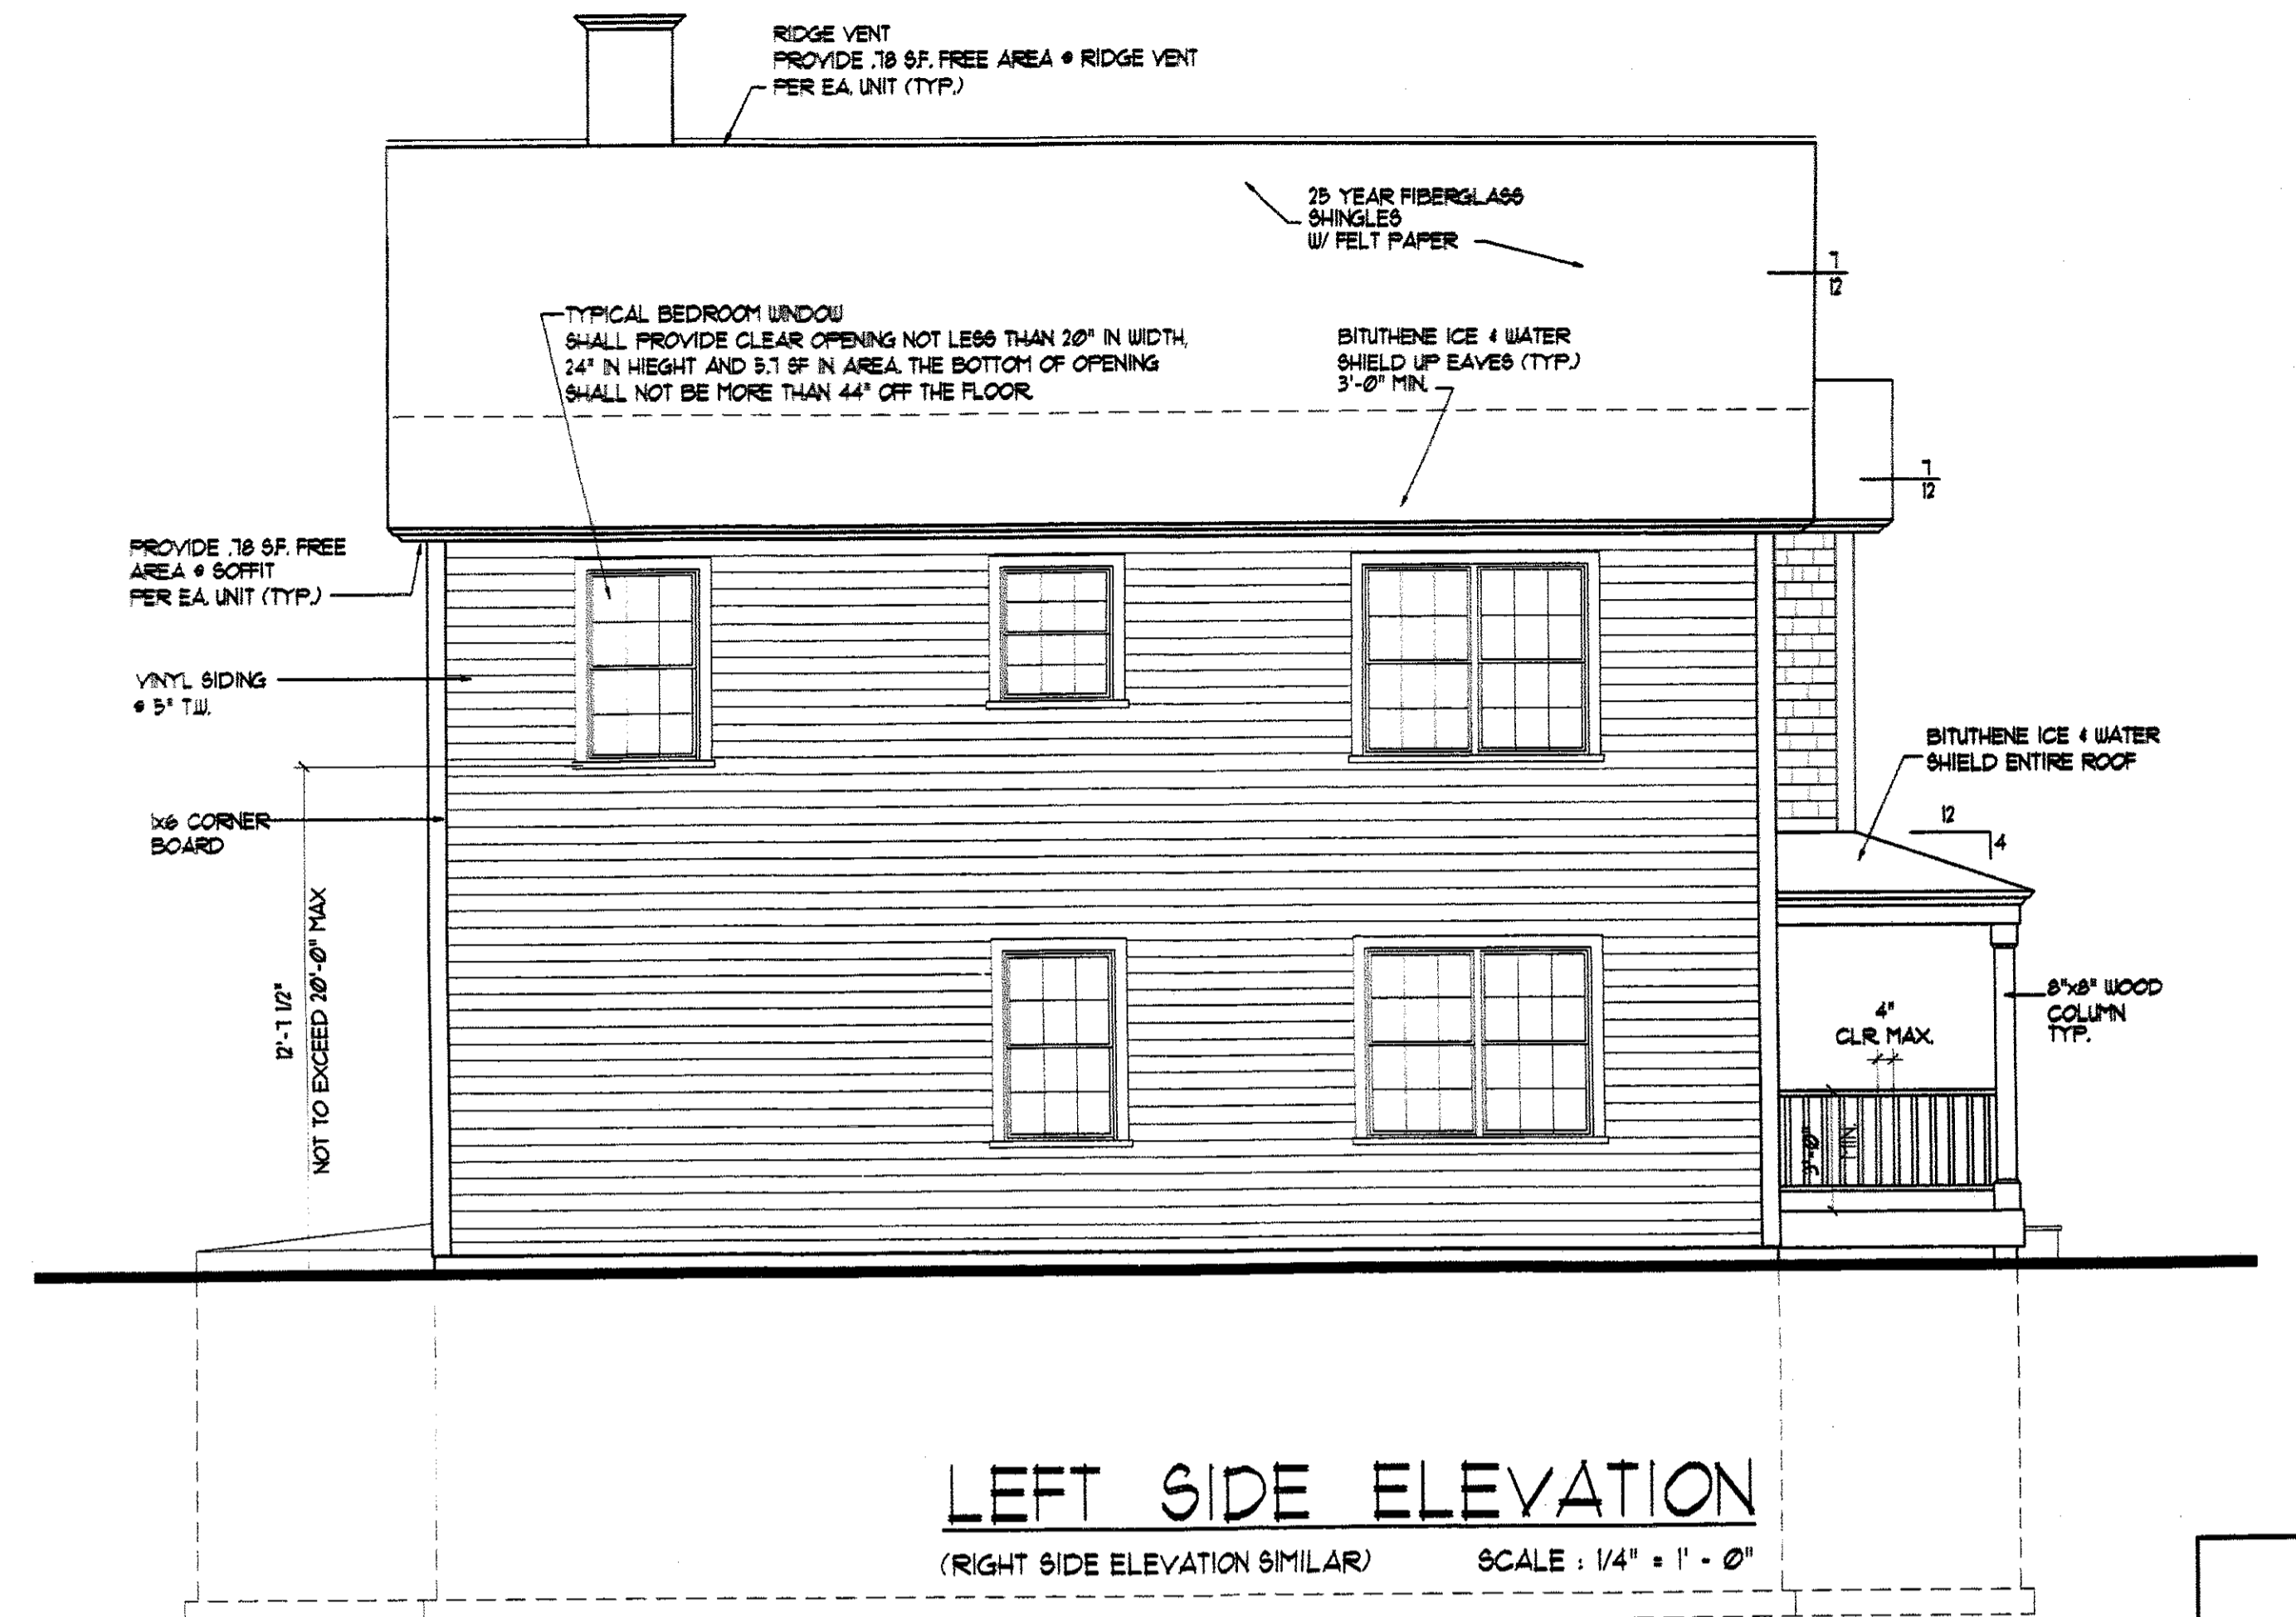 RIDGE VENT
PROVIDE .78 S.F. FREE AREA @ RIDGE VENT
PER EA. UNIT (TYP.)
25 YEAR FIBERGLASS
SHINGLES
W/ FELT PAPER
7
12
TYPICAL BEDROOM WINDOW
SHALL PROVIDE CLEAR OPENING NOT LESS THAN 20" IN WIDTH,
24" IN HIEGHT AND 5.7 SF IN AREA. THE BOTTOM OF OPENING
SHALL NOT BE MORE THAN 44" OFF THE FLOOR
BITUTHENE ICE & WATER
SHIELD UP EAVES (TYP.)
3'-0" MIN.
7
12
PROVIDE .78 S.F. FREE
AREA @ SOFFIT
PER EA. UNIT (TYP.)
VINYL SIDING
@ 5" T.W.
1x6 CORNER
BOARD
BITUTHENE ICE & WATER
SHIELD ENTIRE ROOF
12
4
12'-7 1/2"
NOT TO EXCEED 20'-0" MAX
8"x8" WOOD
COLUMN
TYP.
4"
CLR. MAX.
3'-0"
MIN.
LEFT SIDE ELEVATION
(RIGHT SIDE ELEVATION SIMILAR) SCALE : 1/4" = 1' - 0"